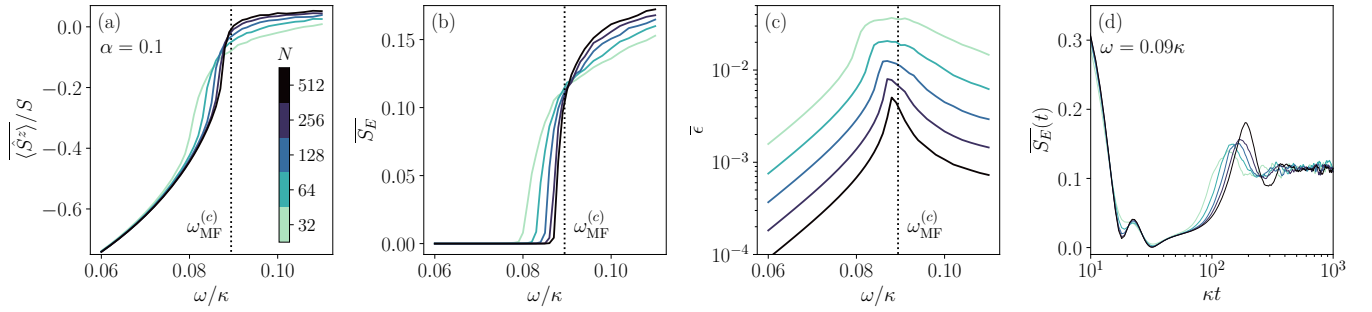 (a)
α = 0.1
N
512
256
128
64
32
ω_MF^(c)
0.0
−0.2
−0.4
−0.6
0.06 0.08 0.10
ω/κ
⟨Ŝ^z⟩/S
(b)
0.15
0.10
0.05
0.00
ω_MF^(c)
0.06 0.08 0.10
ω/κ
S_E
(c)
10^−2
10^−3
10^−4
ω_MF^(c)
0.06 0.08 0.10
ω/κ
ϵ
(d)
ω = 0.09κ
0.3
0.2
0.1
0.0
10^1 10^2 10^3
κt
S_E(t)